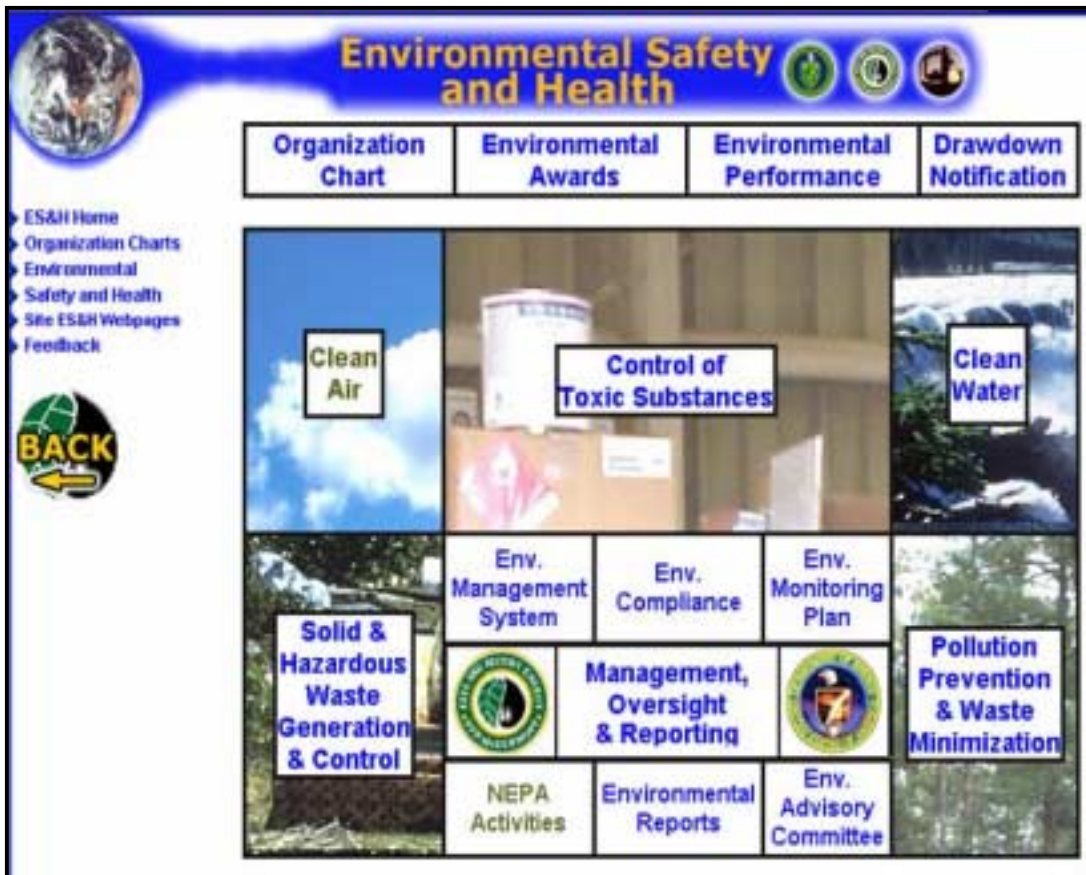 Environmental Safety
and Health
Organization
Chart
Environmental
Awards
Environmental
Performance
Drawdown
Notification
ES&H Home
Organization Charts
Environmental
Safety and Health
Site ES&H Webpages
Feedback
BACK
Clean
Air
Control of
Toxic Substances
Clean
Water
Solid &
Hazardous
Waste
Generation
& Control
Env.
Management
System
Env.
Compliance
Env.
Monitoring
Plan
Management,
Oversight
& Reporting
Pollution
Prevention
& Waste
Minimization
NEPA
Activities
Environmental
Reports
Env.
Advisory
Committee